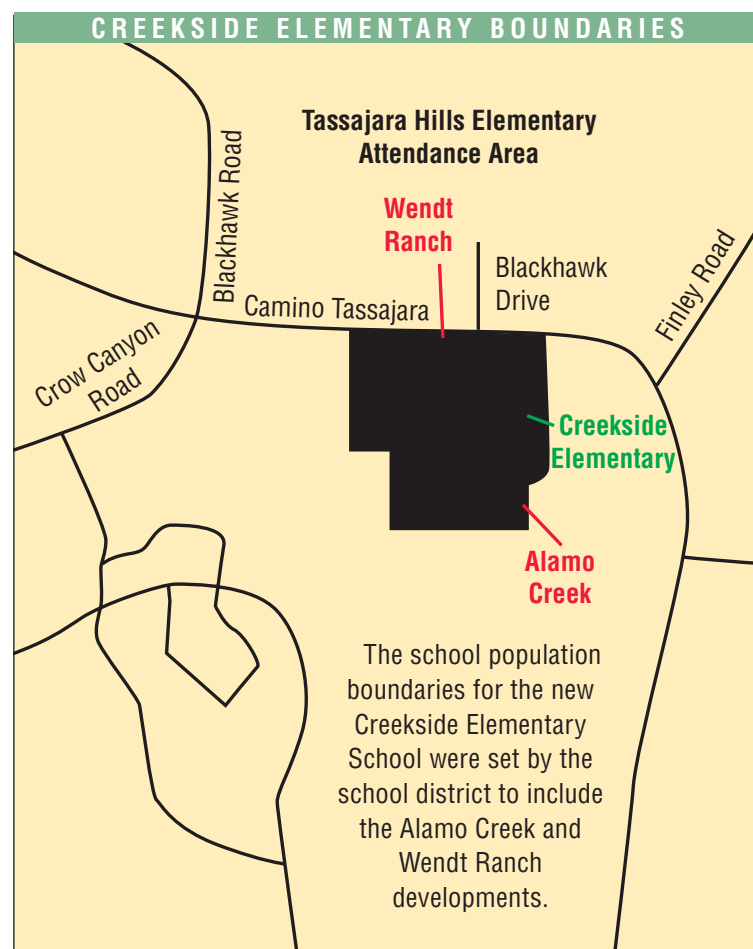 CREEKSIDE ELEMENTARY BOUNDARIES
Tassajara Hills Elementary
Attendance Area
Wendt
Ranch
Blackhawk Road
Blackhawk
Drive
Finley Road
Camino Tassajara
Crow Canyon
Road
Creekside
Elementary
Alamo
Creek
The school population
boundaries for the new
Creekside Elementary
School were set by the
school district to include
the Alamo Creek and
Wendt Ranch
developments.